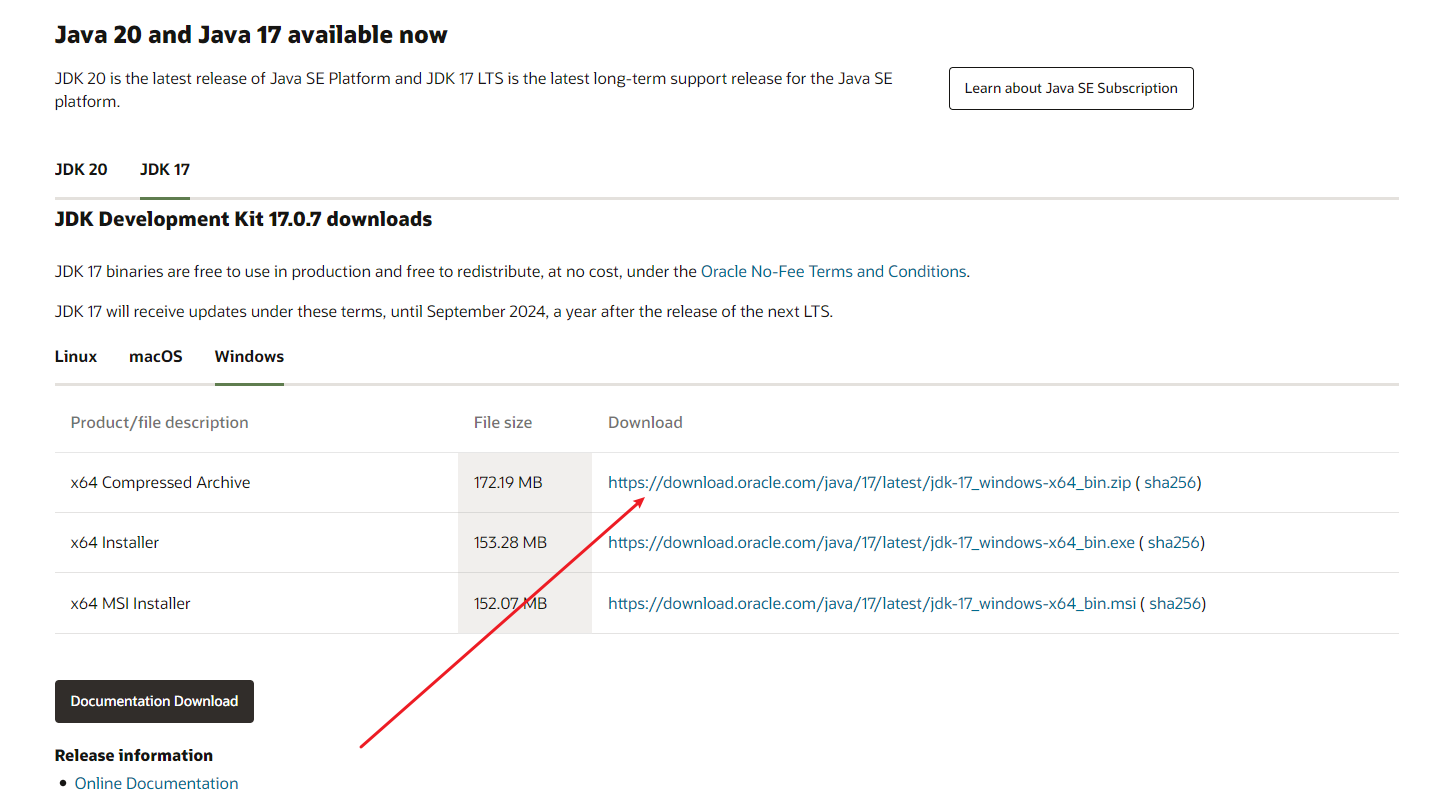 Java 20 and Java 17 available now
JDK 20 is the latest release of Java SE Platform and JDK 17 LTS is the latest long-term support release for the Java SE
platform.
Learn about Java SE Subscription
JDK 20 JDK 17
JDK Development Kit 17.0.7 downloads
JDK 17 binaries are free to use in production and free to redistribute, at no cost, under the Oracle No-Fee Terms and Conditions.
JDK 17 will receive updates under these terms, until September 2024, a year after the release of the next LTS.
Linux macOS Windows
Product/file description File size Download
x64 Compressed Archive 172.19 MB https://download.oracle.com/java/17/latest/jdk-17_windows-x64_bin.zip ( sha256)
x64 Installer 153.28 MB https://download.oracle.com/java/17/latest/jdk-17_windows-x64_bin.exe ( sha256)
x64 MSI Installer 152.07 MB https://download.oracle.com/java/17/latest/jdk-17_windows-x64_bin.msi ( sha256)
Documentation Download
Release information
• Online Documentation